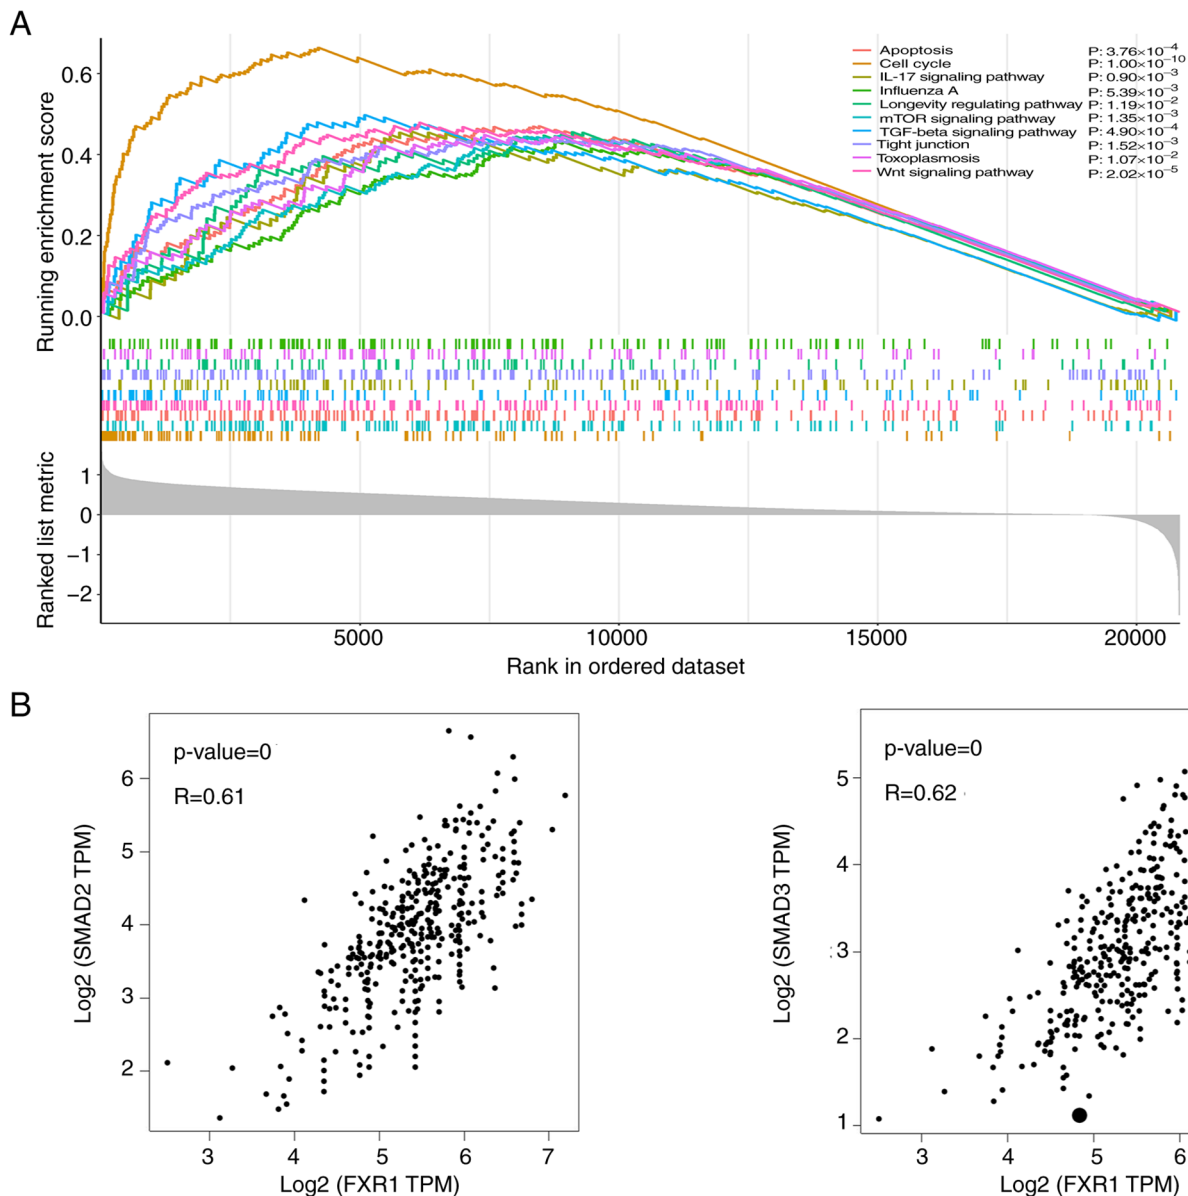 A
Running enrichment score
0.6
0.4
0.2
0.0
Apoptosis P: 3.76×10⁻⁴
Cell cycle P: 1.00×10⁻¹⁰
IL-17 signaling pathway P: 0.90×10⁻³
Influenza A P: 5.39×10⁻³
Longevity regulating pathway P: 1.19×10⁻²
mTOR signaling pathway P: 1.35×10⁻³
TGF-beta signaling pathway P: 4.90×10⁻⁴
Tight junction P: 1.52×10⁻³
Toxoplasmosis P: 1.07×10⁻²
Wnt signaling pathway P: 2.02×10⁻⁵
Ranked list metric
1
0
−1
−2
5000 10000 15000 20000
Rank in ordered dataset
B
p-value=0
R=0.61
Log2 (SMAD2 TPM)
6
5
4
3
2
3 4 5 6 7
Log2 (FXR1 TPM)
p-value=0
R=0.62
Log2 (SMAD3 TPM)
5
4
3
2
1
3 4 5 6
Log2 (FXR1 TPM)